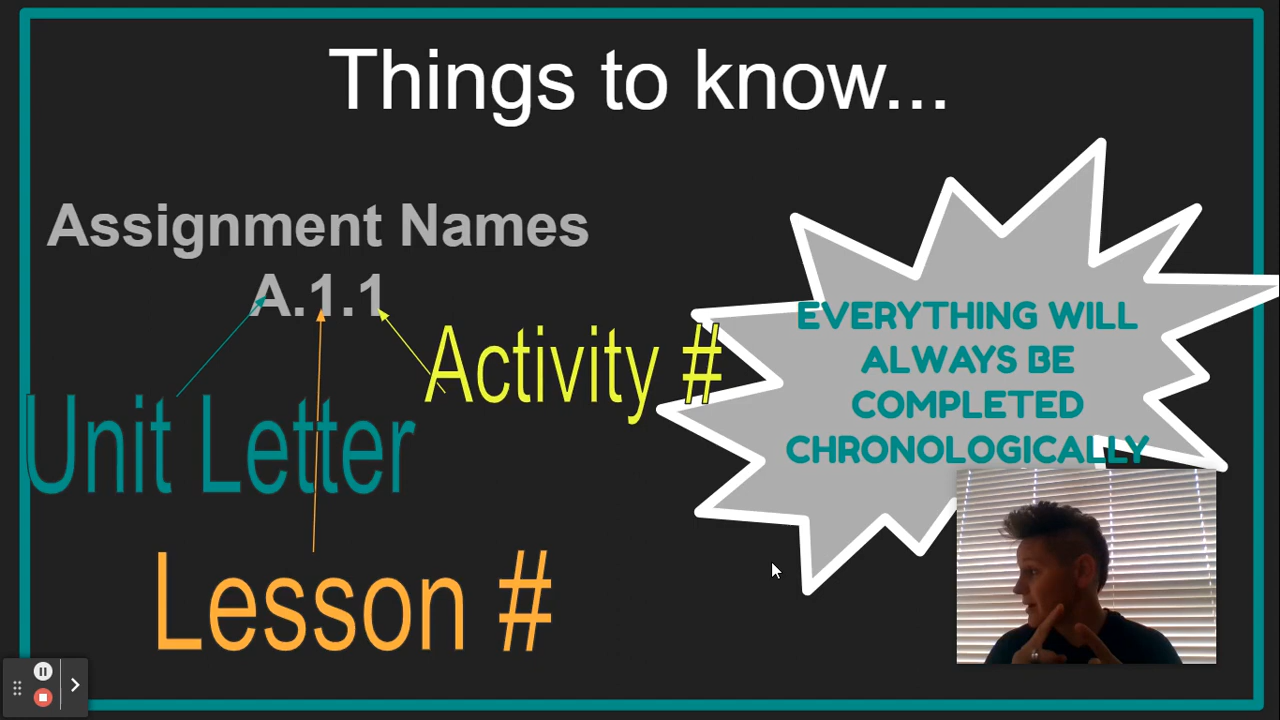 Things to know...
Assignment Names
A.1.1
Activity #
Unit Letter
Lesson #
EVERYTHING WILL
ALWAYS BE
COMPLETED
CHRONOLOGICALLY